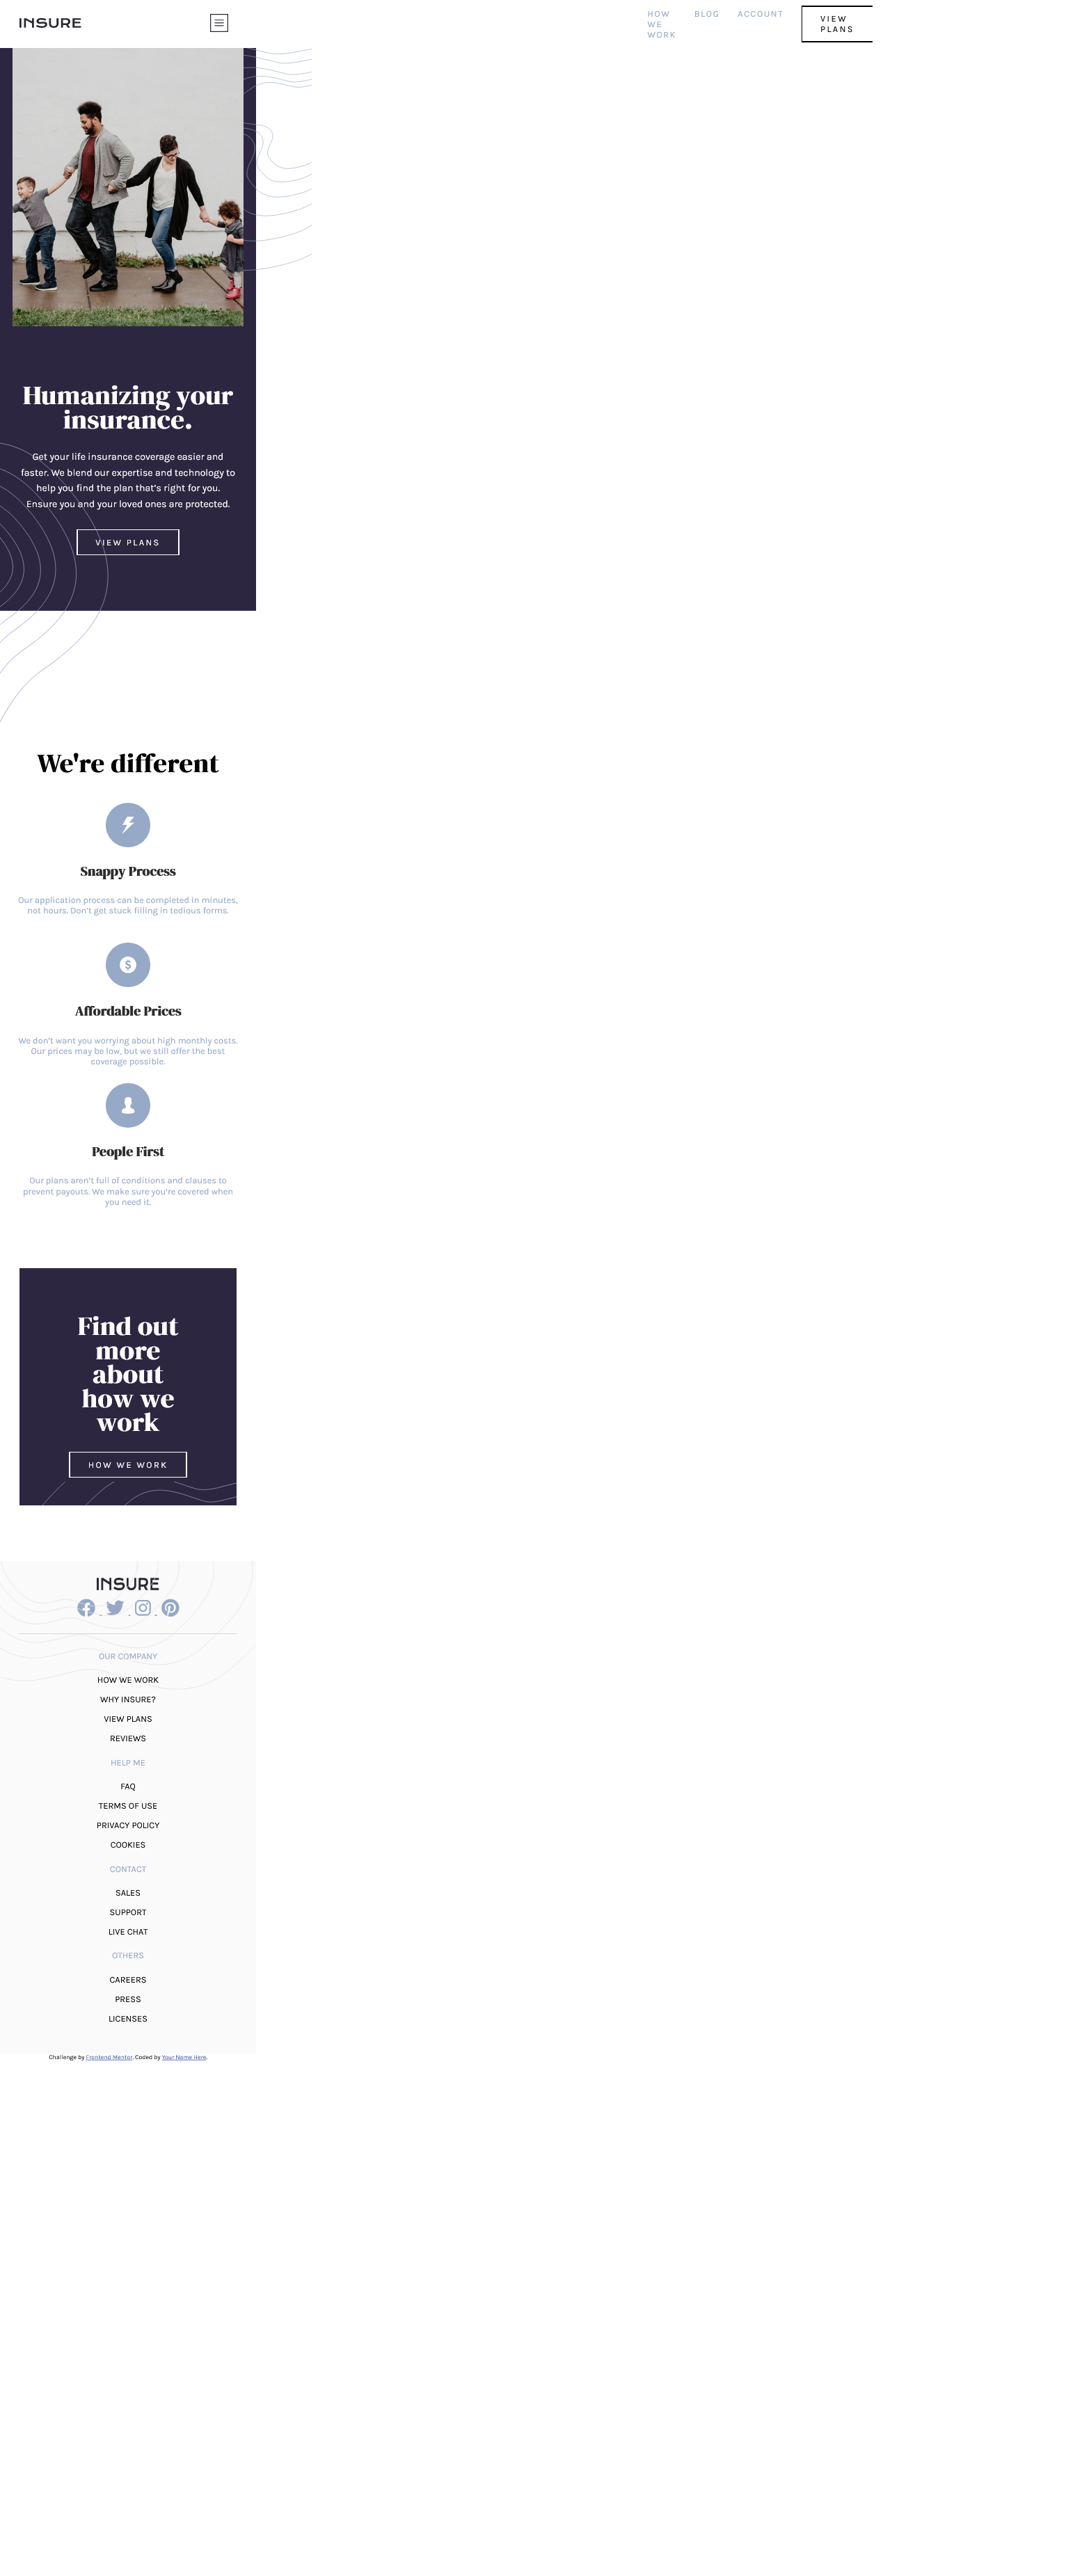 INSURE
HOW
WE
WORK
BLOG
ACCOUNT
VIEW
PLANS
Humanizing your
insurance.
Get your life insurance coverage easier and
faster. We blend our expertise and technology to
help you find the plan that’s right for you.
Ensure you and your loved ones are protected.
VIEW PLANS
We're different
Snappy Process
Our application process can be completed in minutes,
not hours. Don’t get stuck filling in tedious forms.
$
Affordable Prices
We don’t want you worrying about high monthly costs.
Our prices may be low, but we still offer the best
coverage possible.
People First
Our plans aren’t full of conditions and clauses to
prevent payouts. We make sure you’re covered when
you need it.
Find out
more
about
how we
work
HOW WE WORK
INSURE
OUR COMPANY
HOW WE WORK
WHY INSURE?
VIEW PLANS
REVIEWS
HELP ME
FAQ
TERMS OF USE
PRIVACY POLICY
COOKIES
CONTACT
SALES
SUPPORT
LIVE CHAT
OTHERS
CAREERS
PRESS
LICENSES
Challenge by Frontend Mentor. Coded by Your Name Here.